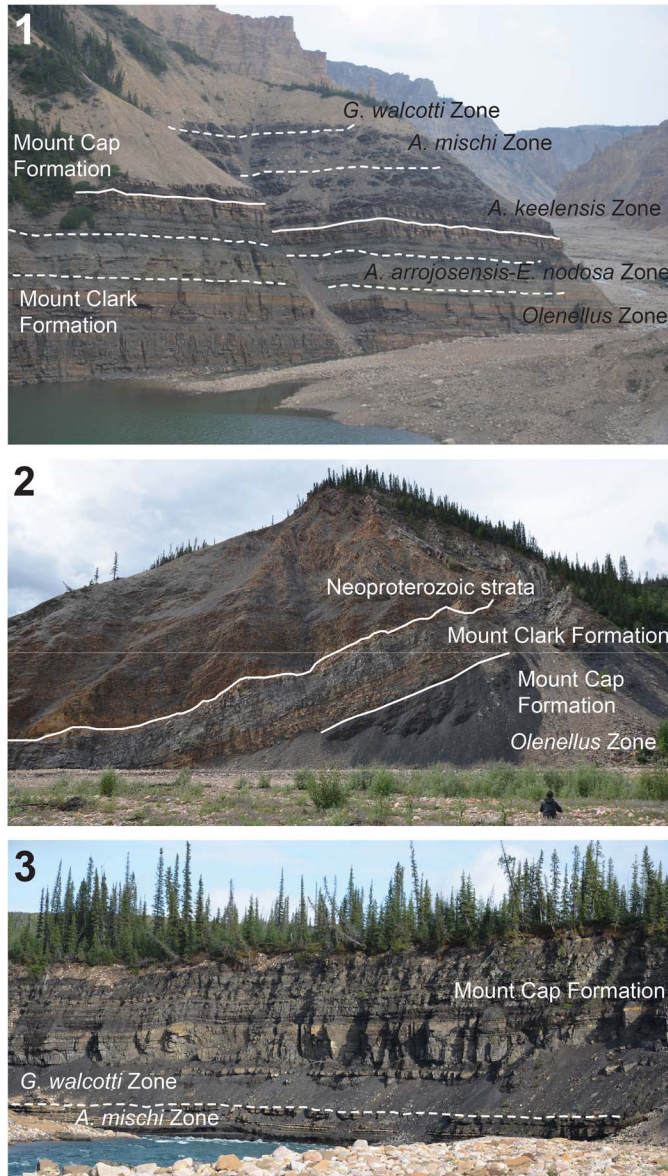 1
G. walcotti Zone
A. mischi Zone
Mount Cap
Formation
A. keelensis Zone
A. arrojosensis-E. nodosa Zone
Mount Clark
Formation
Olenellus Zone
2
Neoproterozoic strata
Mount Clark Formation
Mount Cap
Formation
Olenellus Zone
3
Mount Cap Formation
G. walcotti Zone
A. mischi Zone